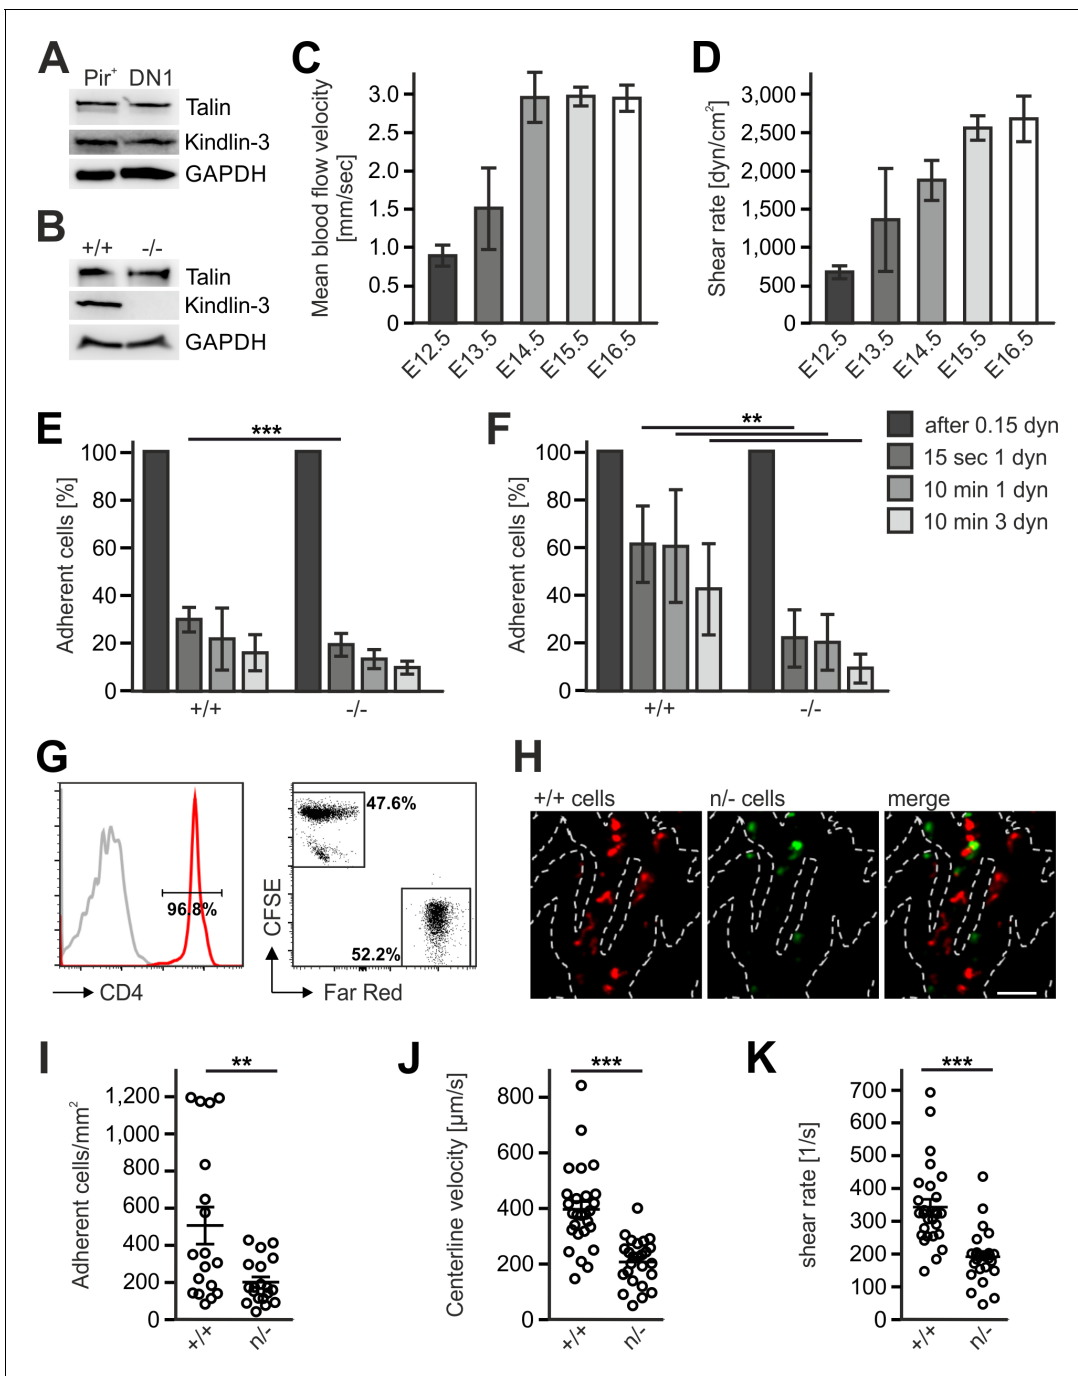 A
Pir+ DN1
Talin
Kindlin-3
GAPDH
B
+/+ -/-
Talin
Kindlin-3
GAPDH
C
Mean blood flow velocity
[mm/sec]
3.0
2.5
2.0
1.5
1.0
0.5
0
E12.5 E13.5 E14.5 E15.5 E16.5
D
Shear rate [dyn/cm2]
3,000
2,500
2,000
1,500
1,000
500
0
E12.5 E13.5 E14.5 E15.5 E16.5
E
***
Adherent cells [%]
100
80
60
40
20
0
+/+ -/-
F
**
Adherent cells [%]
100
80
60
40
20
0
+/+ -/-
after 0.15 dyn
15 sec 1 dyn
10 min 1 dyn
10 min 3 dyn
G
96.8%
CD4
47.6%
52.2%
CFSE
Far Red
H
+/+ cells n/- cells merge
I
**
Adherent cells/mm2
1,200
1,000
800
600
400
200
0
+/+ n/-
J
***
Centerline velocity [µm/s]
800
600
400
200
0
+/+ n/-
K
***
shear rate [1/s]
700
600
500
400
300
200
100
0
+/+ n/-